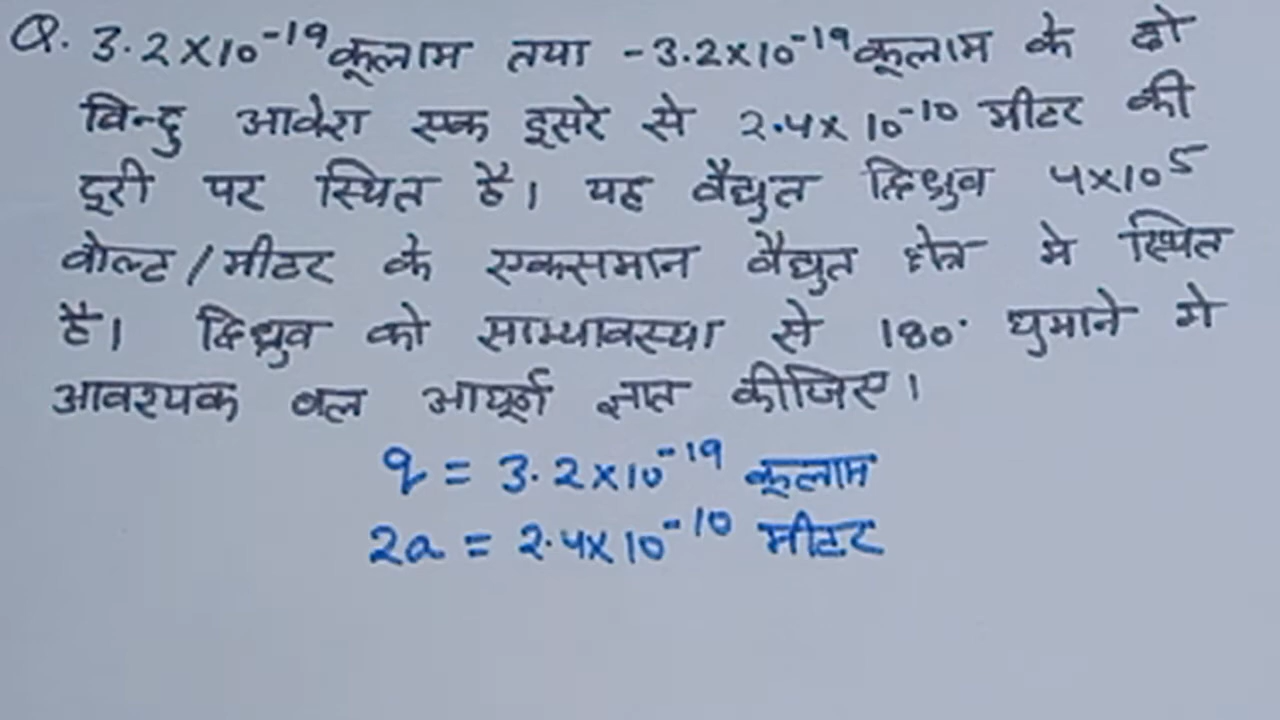 Q. 3.2×10⁻¹⁹ कूलाम तथा -3.2×10⁻¹⁹ कूलाम के दो
बिन्दु आवेश एक दूसरे से 2.4× 10⁻¹⁰ मीटर की
दूरी पर स्थित है। यह वैद्युत द्विध्रुव 4×10⁵
वोल्ट/मीटर के एकसमान वैद्युत क्षेत्र मे स्थित
है। द्विध्रुव को साम्यावस्था से 180° घुमाने मे
आवश्यक बल आघूर्ण ज्ञात कीजिए।
q = 3.2×10⁻¹⁹ कूलाम
2a = 2.4×10⁻¹⁰ मीटर